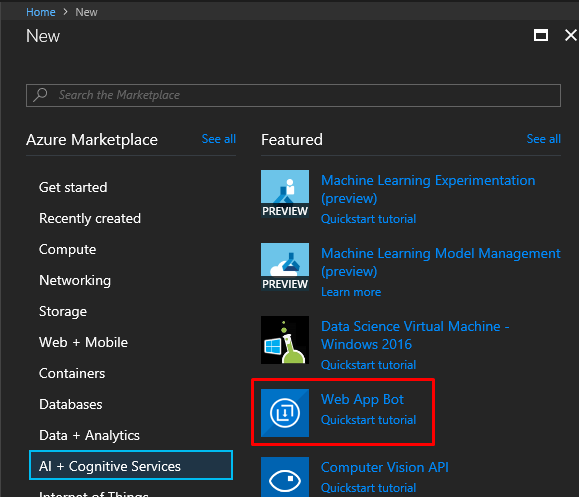 Home > New
New
Search the Marketplace
Azure Marketplace
See all
Get started
Recently created
Compute
Networking
Storage
Web + Mobile
Containers
Databases
Data + Analytics
AI + Cognitive Services
Internet of Things
Featured
See all
PREVIEW
Machine Learning Experimentation
(preview)
Quickstart tutorial
PREVIEW
Machine Learning Model Management
(preview)
Learn more
Data Science Virtual Machine -
Windows 2016
Quickstart tutorial
Web App Bot
Quickstart tutorial
Computer Vision API